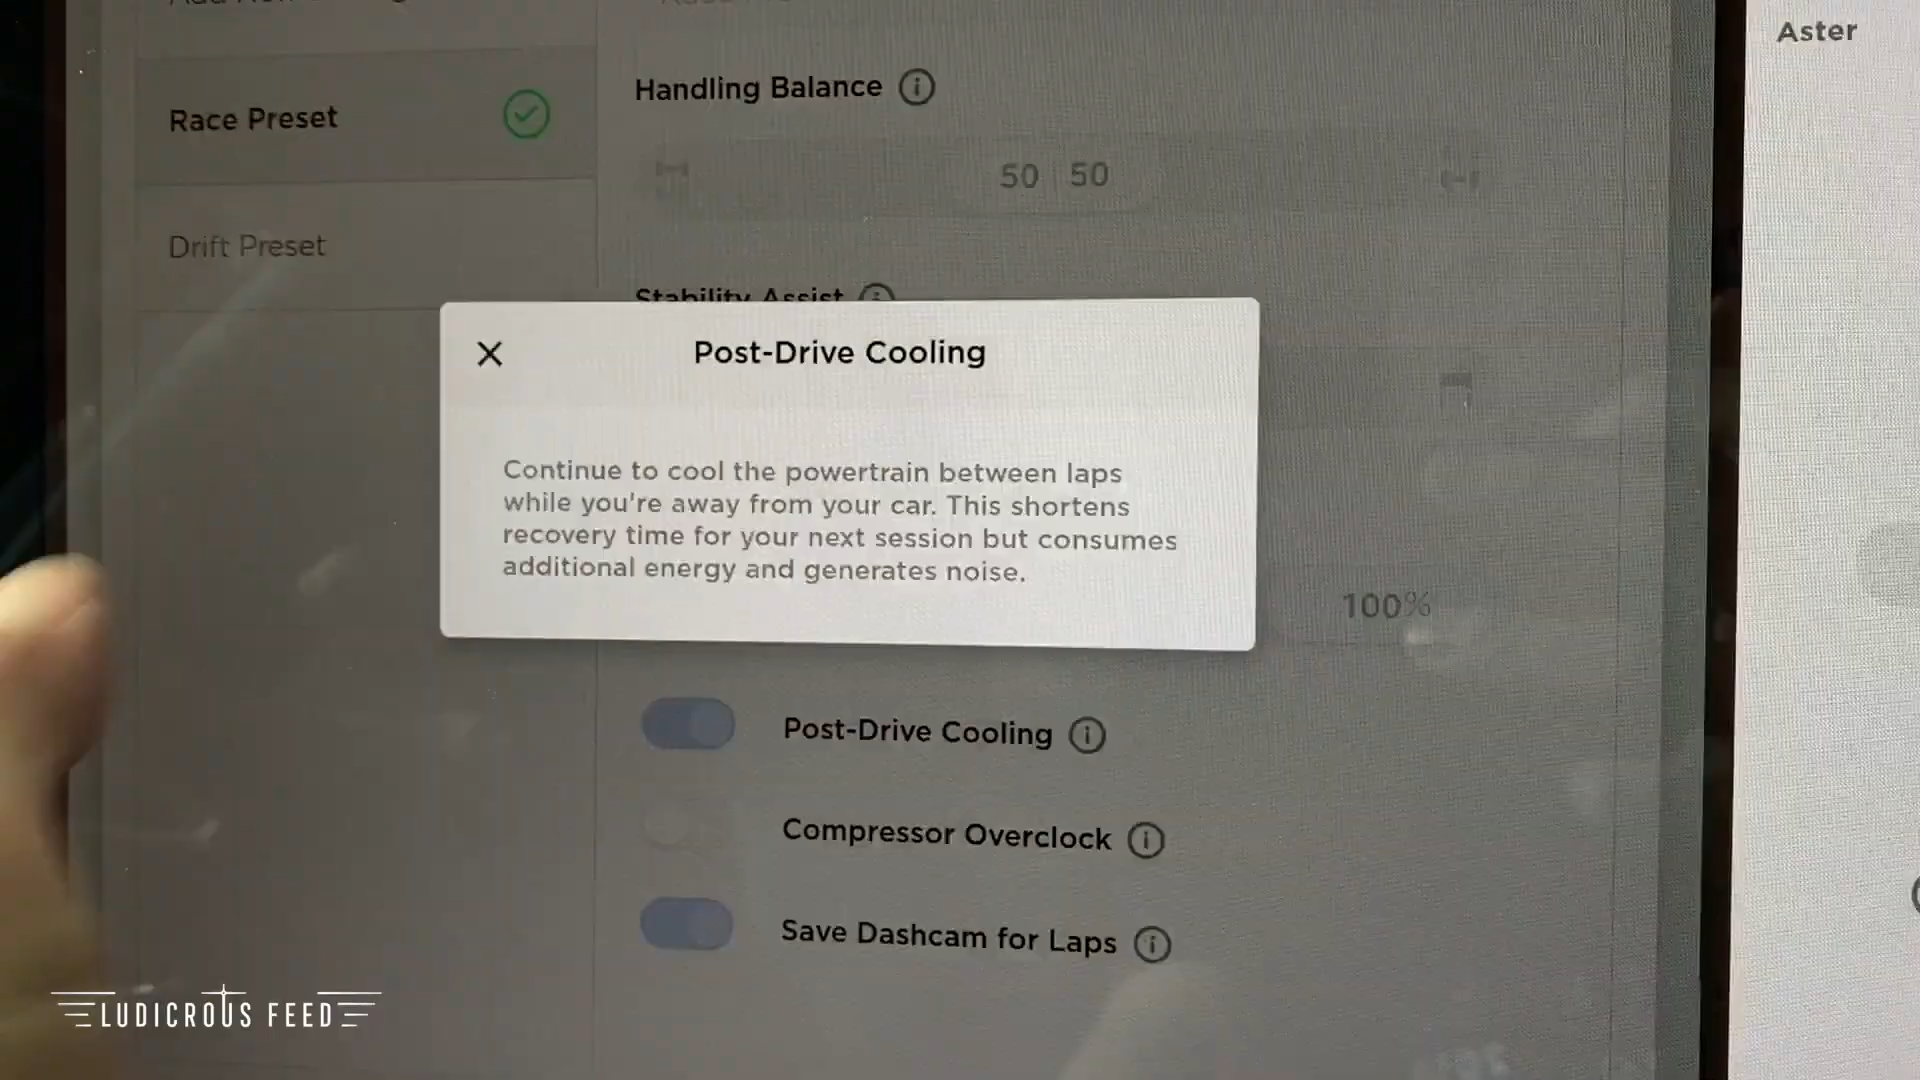 Aster
Handling Balance
Race Preset
50 50
Drift Preset
Stability Assist
Post-Drive Cooling
Continue to cool the powertrain between laps
while you're away from your car. This shortens
recovery time for your next session but consumes
additional energy and generates noise.
100%
Post-Drive Cooling
Compressor Overclock
Save Dashcam for Laps
LUDICROUS FEED